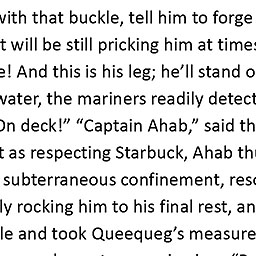 with that buckle, tell him to forge
t will be still pricking him at times
e! And this is his leg; he’ll stand o
water, the mariners readily detect
On deck!” “Captain Ahab,” said th
t as respecting Starbuck, Ahab thu
subterraneous confinement, reso
ly rocking him to his final rest, an
le and took Queequeg’s measure